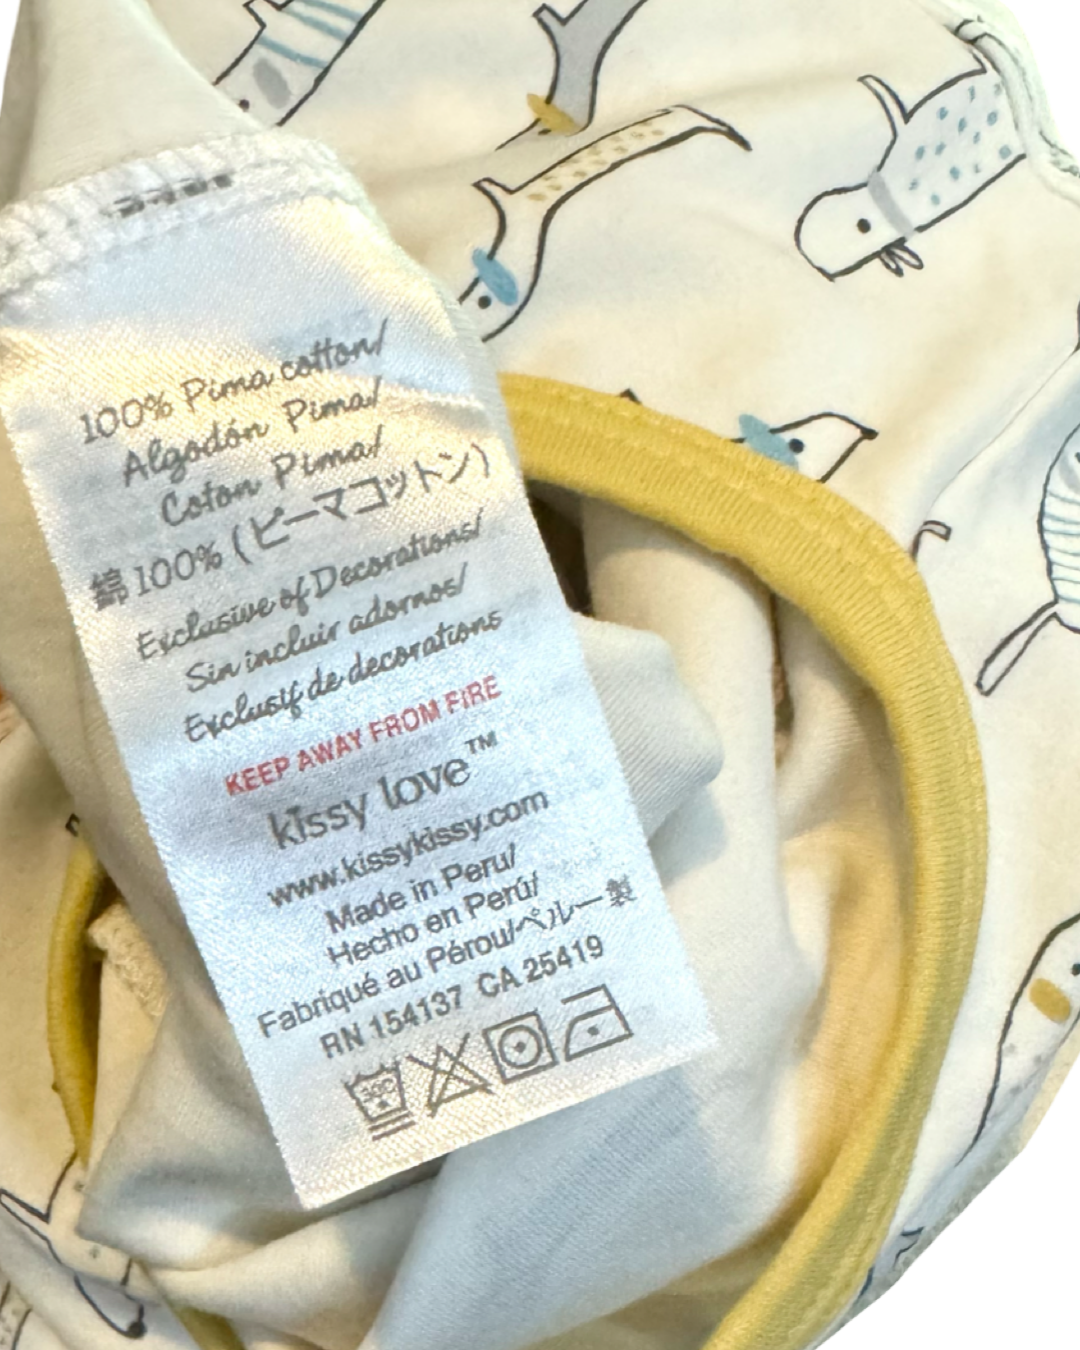 100% Pima cotton/
Algodón Pima/
Coton Pima/
綿100% (ピーマコットン)
Exclusive of Decorations/
Sin incluir adornos/
Exclusif de decorations
KEEP AWAY FROM FIRE
kissy love™
www.kissykissy.com
Made in Peru/
Hecho en Perú/
Fabriqué au Pérou/ペルー製
RN 154137 CA 25419